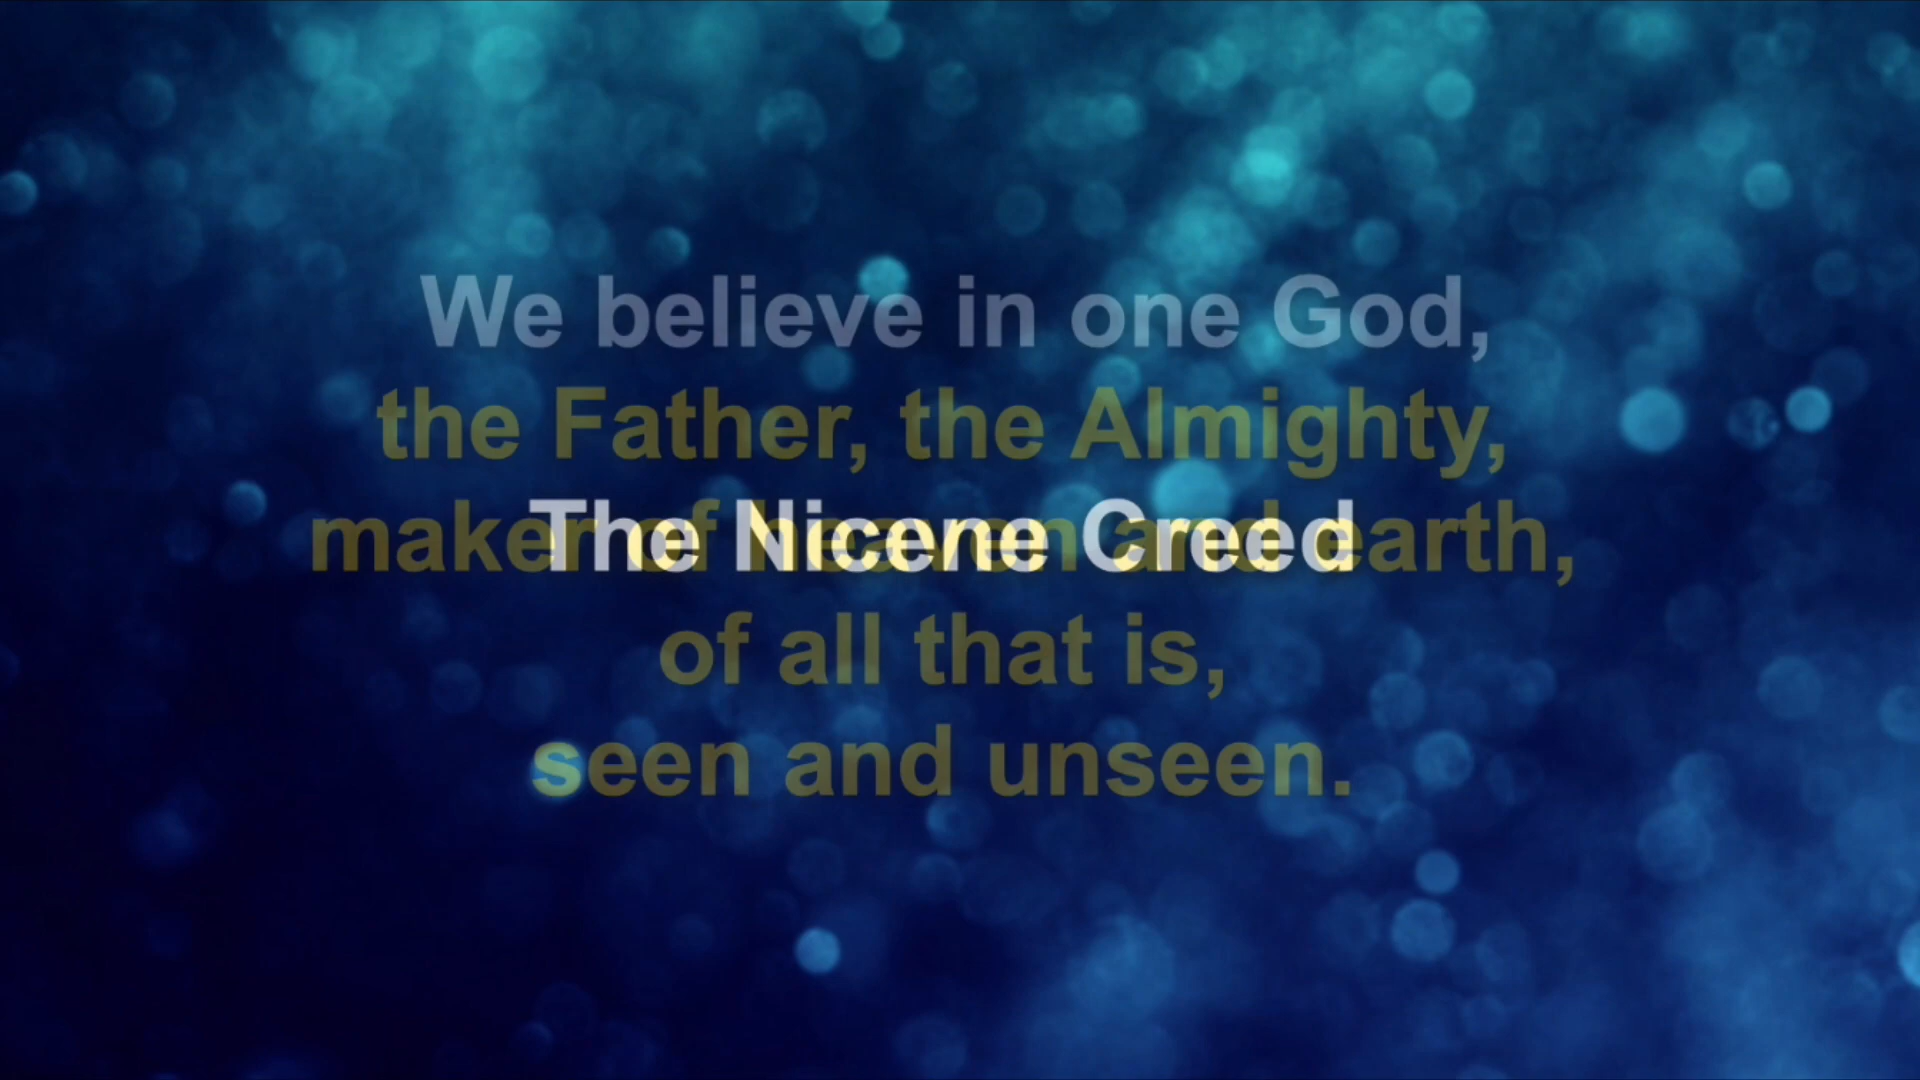 We believe in one God,
the Father, the Almighty,
maker of heaven and earth,
The Nicene Creed
of all that is,
seen and unseen.